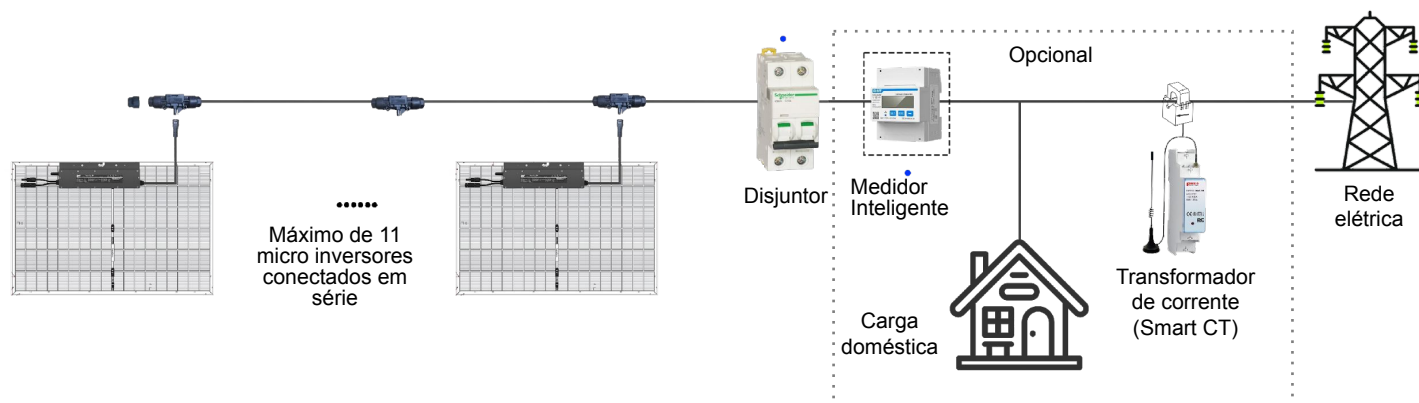 Opcional
Disjuntor
Medidor
Inteligente
Rede
elétrica
......
Máximo de 11
micro inversores
conectados em
série
Carga
doméstica
Transformador
de corrente
(Smart CT)